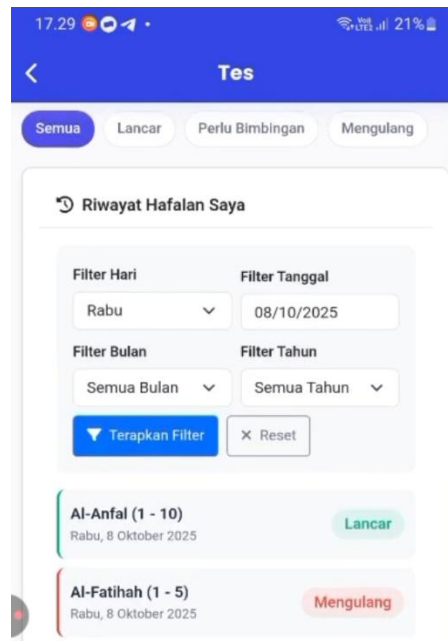 17.29
VoD LTE2 21%
Tes
Semua Lancar Perlu Bimbingan Mengulang
Riwayat Hafalan Saya
Filter Hari Filter Tanggal
Rabu 08/10/2025
Filter Bulan Filter Tahun
Semua Bulan Semua Tahun
Terapkan Filter × Reset
Al-Anfal (1 - 10)
Lancar
Rabu, 8 Oktober 2025
Al-Fatihah (1 - 5)
Mengulang
Rabu, 8 Oktober 2025